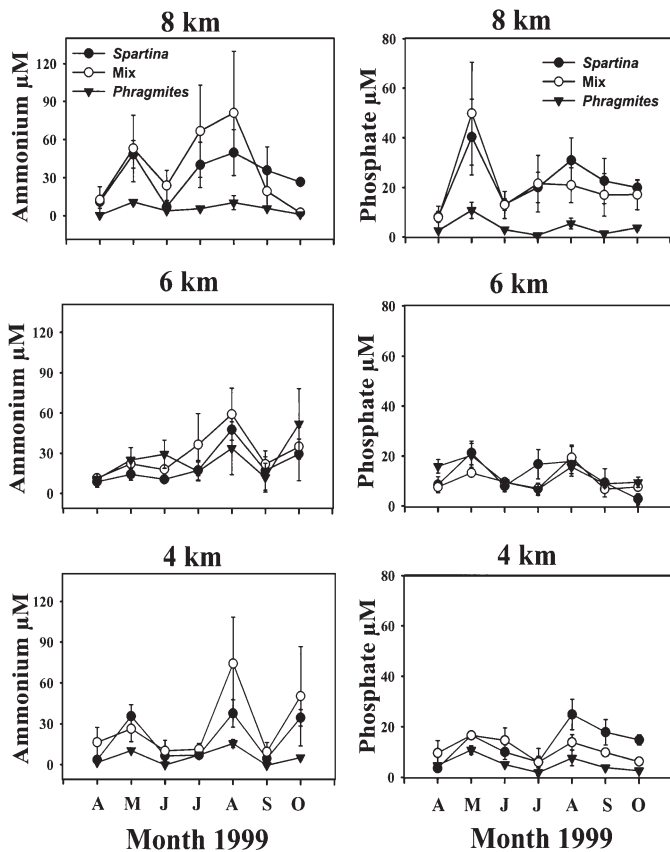 8 km
8 km
Ammonium µM
120
90
60
30
0
Spartina
Mix
Phragmites
Phosphate µM
80
60
40
20
0
Spartina
Mix
Phragmites
6 km
6 km
Ammonium µM
120
90
60
30
0
Phosphate µM
80
60
40
20
0
4 km
4 km
Ammonium µM
120
90
60
30
0
Phosphate µM
80
60
40
20
0
A M J J A S O
A M J J A S O
Month 1999
Month 1999